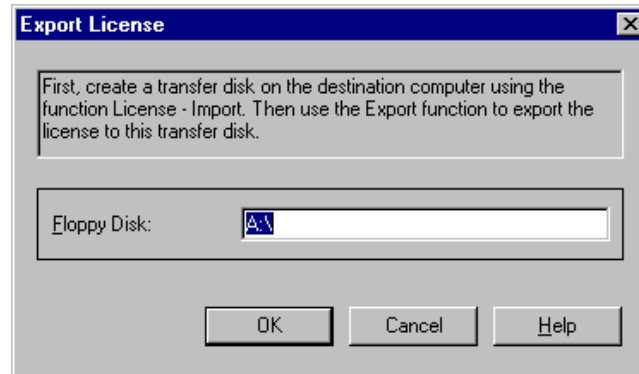 Export License
First, create a transfer disk on the destination computer using the
function License - Import. Then use the Export function to export the
license to this transfer disk.
Floppy Disk:
A:\
OK
Cancel
Help